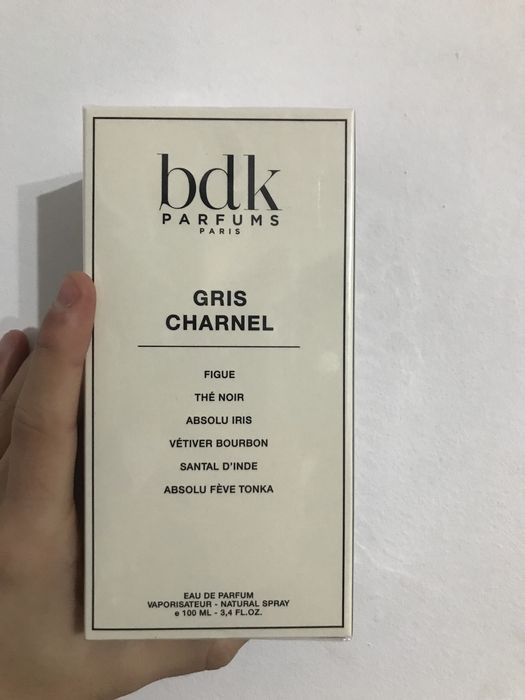 bdk
PARFUMS
PARIS
GRIS
CHARNEL
FIGUE
THÉ NOIR
ABSOLU IRIS
VÉTIVER BOURBON
SANTAL D'INDE
ABSOLU FÈVE TONKA
EAU DE PARFUM
VAPORISATEUR - NATURAL SPRAY
e 100 ML - 3,4 FL.OZ.